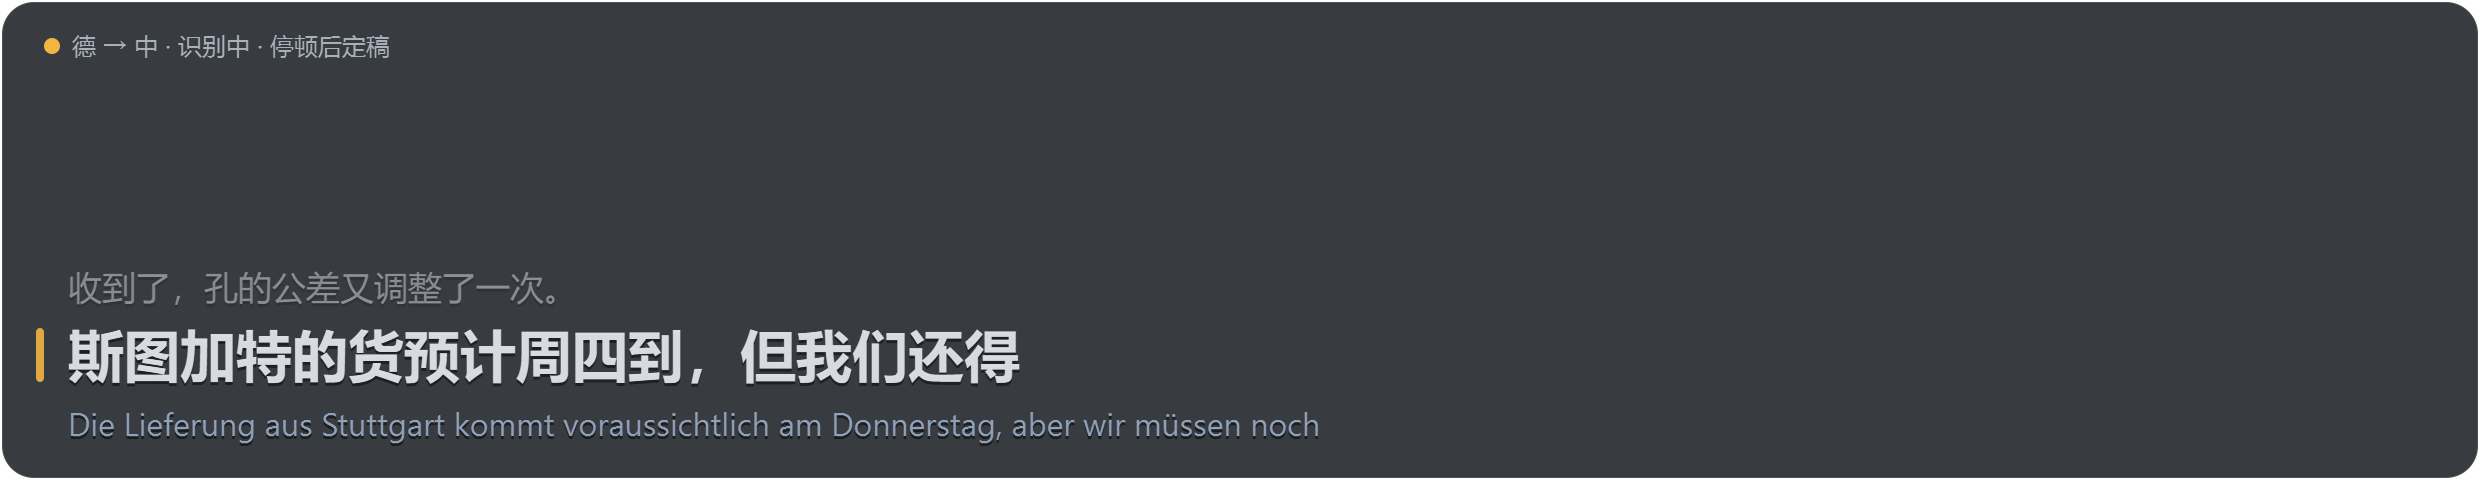 德 → 中 · 识别中 · 停顿后定稿
收到了，孔的公差又调整了一次。
斯图加特的货预计周四到，但我们还得
Die Lieferung aus Stuttgart kommt voraussichtlich am Donnerstag, aber wir müssen noch